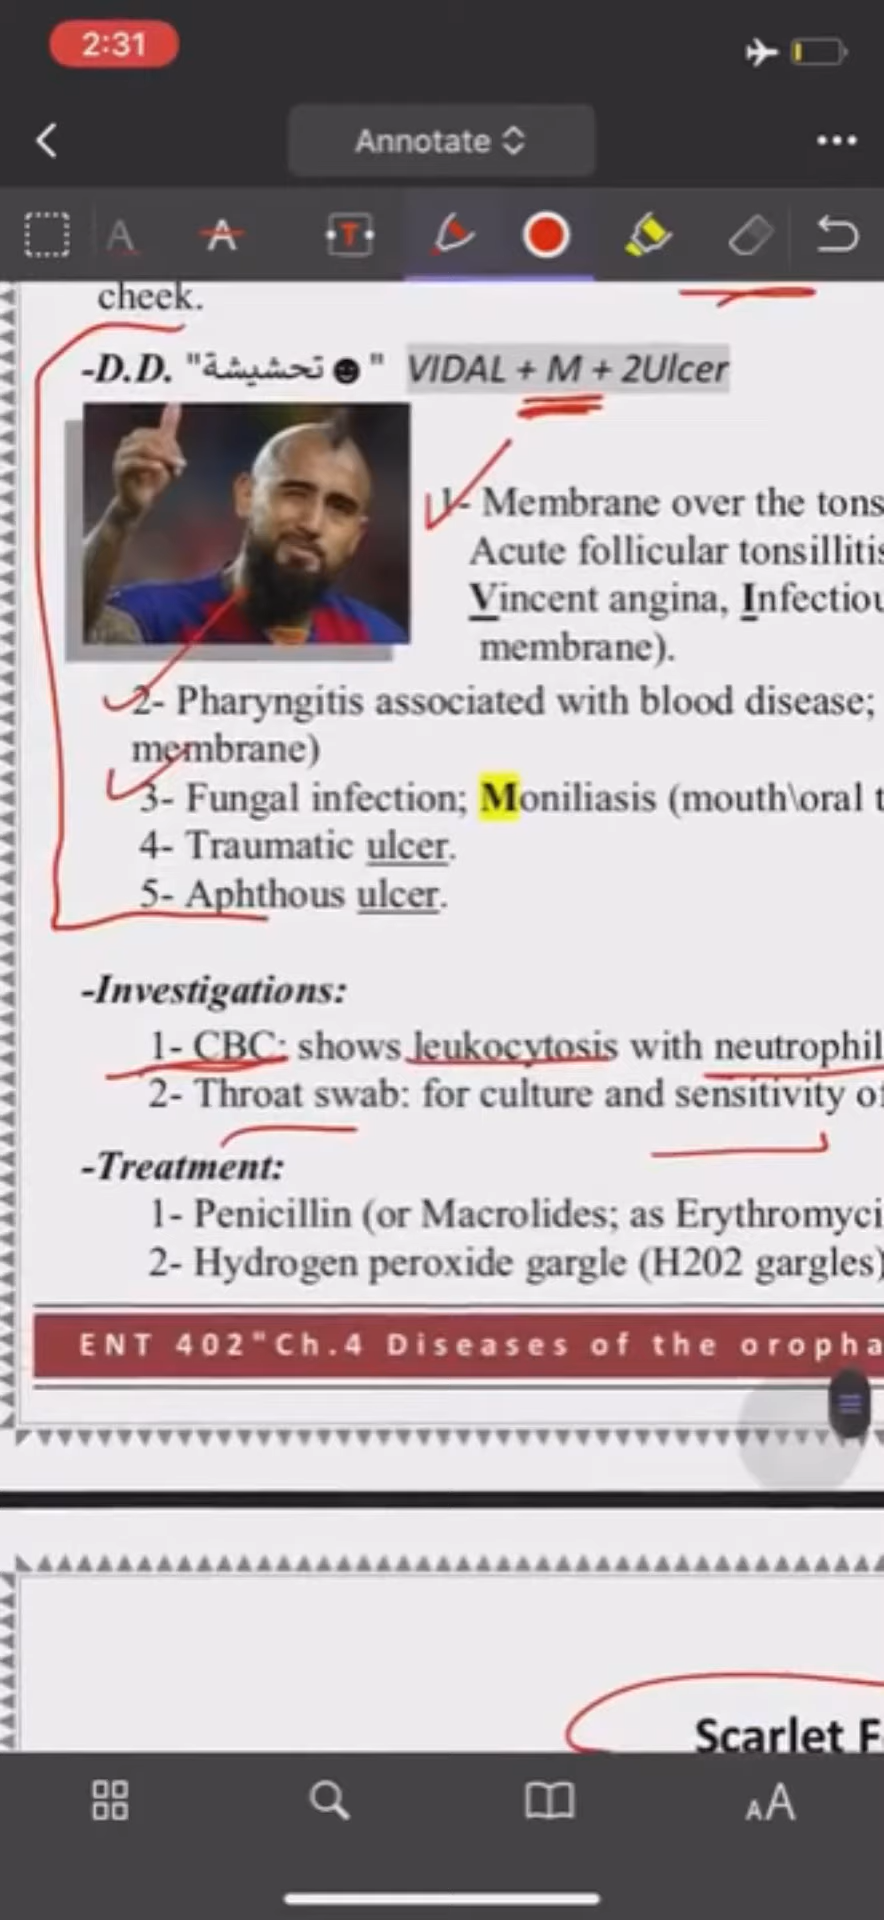 2:31
Annotate
A
A
T
cheek.
-D.D. "تحشيشة ☻" VIDAL + M + 2Ulcer
1- Membrane over the tons
Acute follicular tonsillitis
Vincent angina, Infectiou
membrane).
2- Pharyngitis associated with blood disease;
membrane)
3- Fungal infection; Moniliasis (mouth\oral t
4- Traumatic ulcer.
5- Aphthous ulcer.
-Investigations:
1- CBC: shows leukocytosis with neutrophil
2- Throat swab: for culture and sensitivity of
-Treatment:
1- Penicillin (or Macrolides; as Erythromyci
2- Hydrogen peroxide gargle (H202 gargles)
ENT 402"Ch.4 Diseases of the oropha
Scarlet F
AA